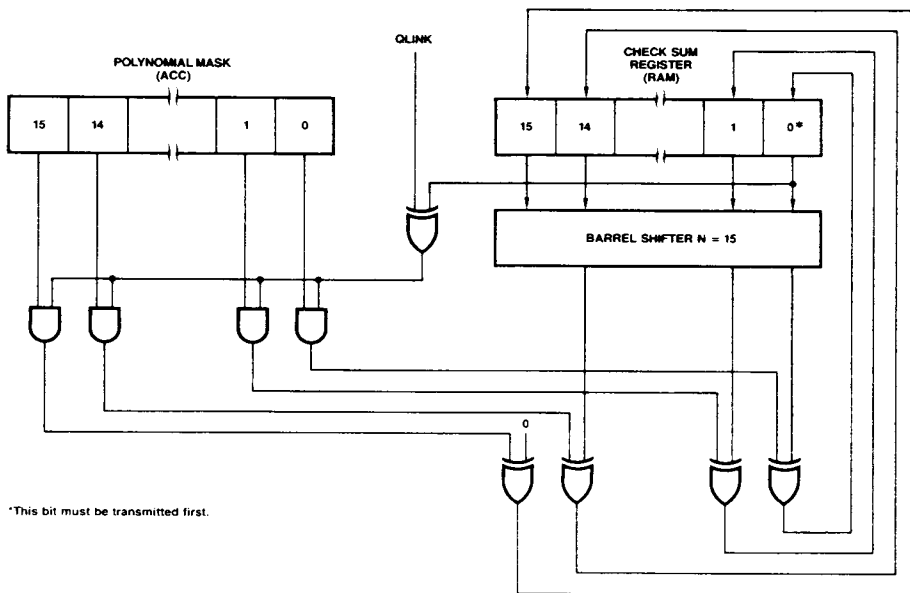 QLINK
POLYNOMIAL MASK
(ACC)
CHECK SUM
REGISTER
(RAM)
15 14 1 0
15 14 1 0*
BARREL SHIFTER N = 15
0
*This bit must be transmitted first.